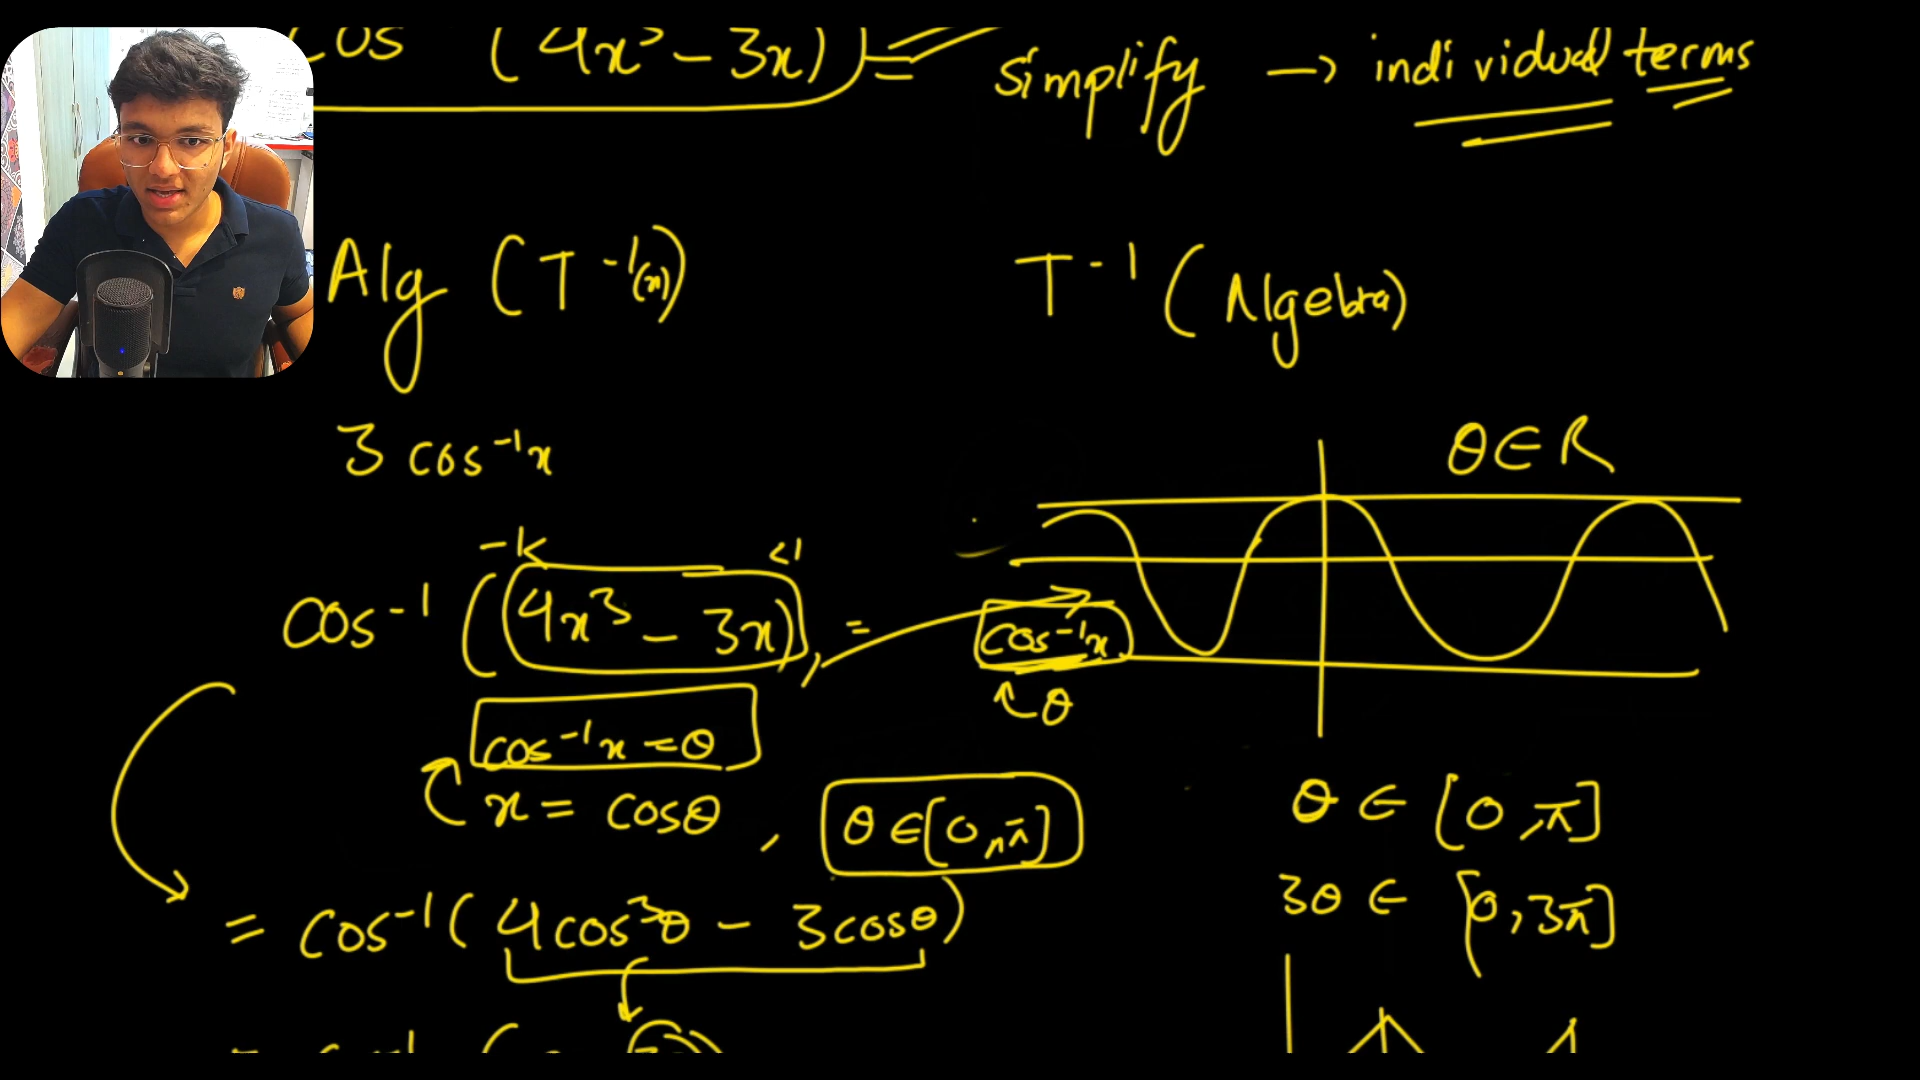 cos (4x³ − 3x) = simplify → individual terms
Alg (T⁻¹(x)) T⁻¹ (Algebra)
3 cos⁻¹x
θ ∈ R
−1< <1
cos⁻¹ (4x³ − 3x), = cos⁻¹x
θ
cos⁻¹x = θ
x = cosθ , θ ∈ [0, π]
θ ∈ [0, π]
3θ ∈ [0, 3π]
= cos⁻¹ (4cos³θ − 3cosθ)